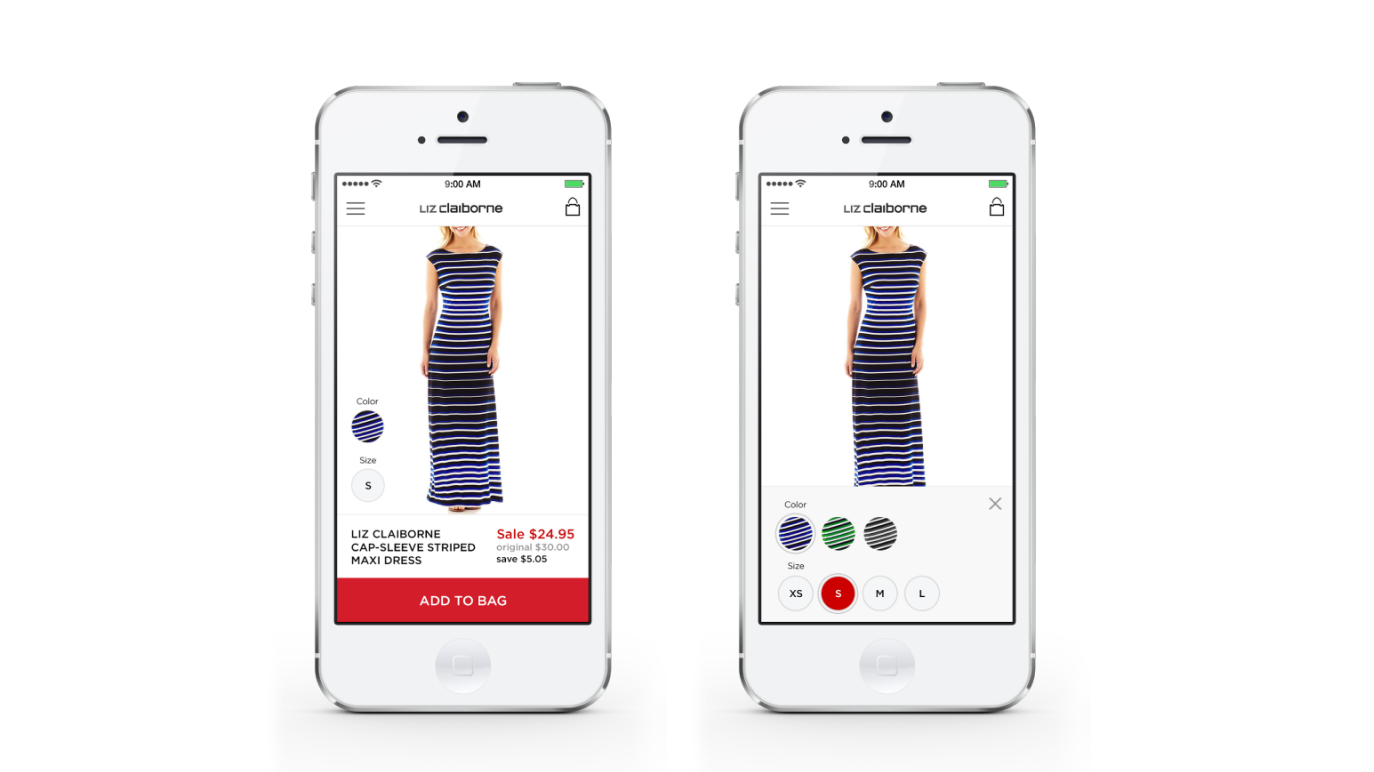 9:00 AM
LIZ claiborne
Color
Size
S
LIZ CLAIBORNE
CAP-SLEEVE STRIPED
MAXI DRESS
Sale $24.95
original $30.00
save $5.05
ADD TO BAG
9:00 AM
LIZ claiborne
Color
Size
XS S M L